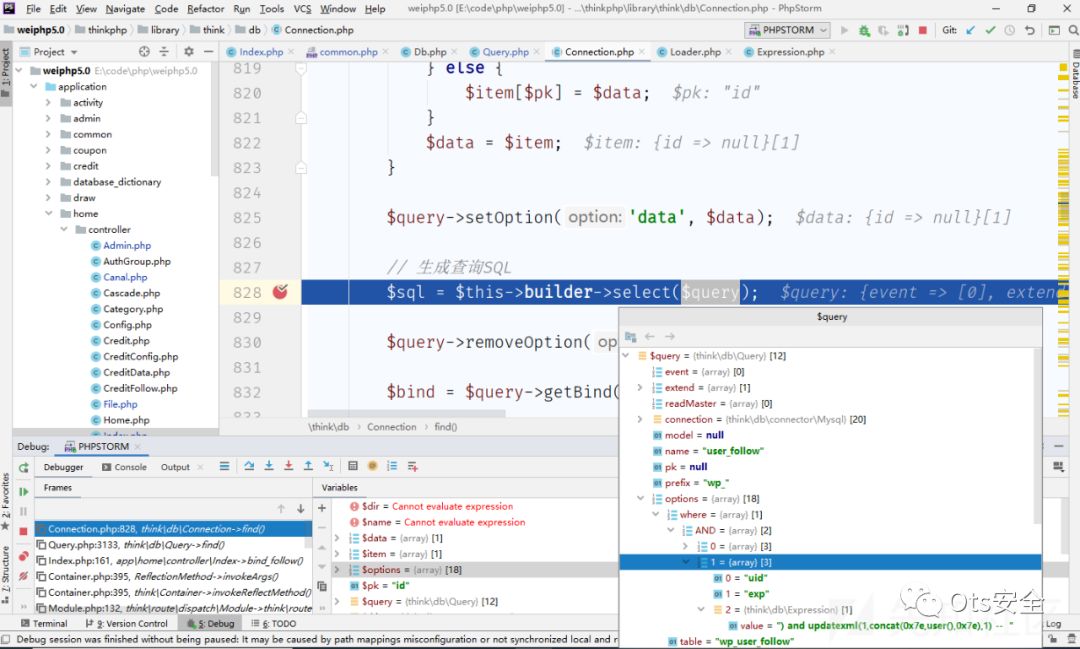 File Edit View Navigate Code Refactor Run Tools VCS Window Help weiphp5.0 [E:\code\php\weiphp5.0] - ...\thinkphp\library\think\db\Connection.php - PHPSTORM
weiphp5.0 thinkphp library think db Connection.php PHPSTORM Git:
Project Index.php common.php Db.php Query.php Connection.php Loader.php Expression.php
1: Project
Database
weiphp5.0 E:\code\php\weiphp5.0
application
activity
admin
common
coupon
credit
database_dictionary
draw
home
controller
Admin.php
AuthGroup.php
Canal.php
Cascade.php
Category.php
Config.php
Credit.php
CreditConfig.php
CreditData.php
CreditFollow.php
File.php
Home.php
Index.php
819 } else {
820 $item[$pk] = $data; $pk: "id"
821 }
822 $data = $item; $item: {id => null}[1]
823 }
824
825 $query->setOption( option: 'data', $data); $data: {id => null}[1]
826
827 // 生成查询SQL
828 $sql = $this->builder->select($query); $query: {event => [0], extend
829
830 $query->removeOption( op
831
832 $bind = $query->getBind(
833
\think\db Connection find()
$query
$query = {think\db\Query} [12]
event = {array} [0]
extend = {array} [1]
readMaster = {array} [0]
connection = {think\db\connector\Mysql} [20]
model = null
name = "user_follow"
pk = null
prefix = "wp_"
options = {array} [18]
where = {array} [1]
AND = {array} [2]
0 = {array} [3]
1 = {array} [3]
0 = "uid"
1 = "exp"
2 = {think\db\Expression} [1]
value = ") and updatexml(1,concat(0x7e,user(),0x7e),1) -- "
table = "wp_user_follow"
Debug: PHPSTORM
Debugger Console Output
Frames Variables
Connection.php:828, think\db\Connection->find()
Query.php:3133, think\db\Query->find()
Index.php:161, app\home\controller\Index->bind_follow()
Container.php:395, ReflectionMethod->invokeArgs()
Container.php:395, think\Container->invokeReflectMethod()
Module.php:132, think\route\dispatch\Module->think\route
$dir = Cannot evaluate expression
$name = Cannot evaluate expression
$data = {array} [1]
$item = {array} [1]
$options = {array} [18]
$pk = "id"
$query = {think\db\Query} [12]
2: Favorites
Z: Structure
Ots安全
Terminal 9: Version Control 5: Debug 6: TODO Log
Debug session was finished without being paused: It may be caused by path mappings misconfiguration or not synchronized local and r